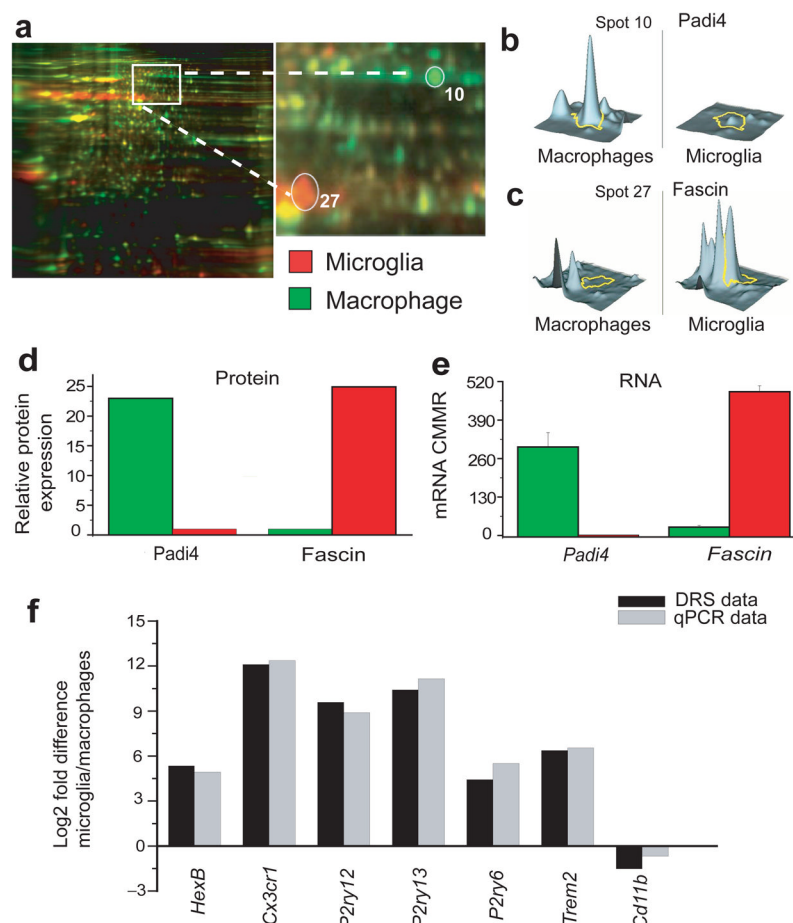 a
10
27
Microglia
Macrophage
b
Spot 10
Padi4
Macrophages
Microglia
c
Spot 27
Fascin
Macrophages
Microglia
d
Protein
Relative protein
expression
25
20
15
10
5
0
Padi4
Fascin
e
RNA
mRNA CMMR
520
390
260
130
0
Padi4
Fascin
f
DRS data
qPCR data
Log2 fold difference
microglia/macrophages
15
12
9
6
3
0
−3
HexB
Cx3cr1
P2ry12
P2ry13
P2ry6
Trem2
Cd11b